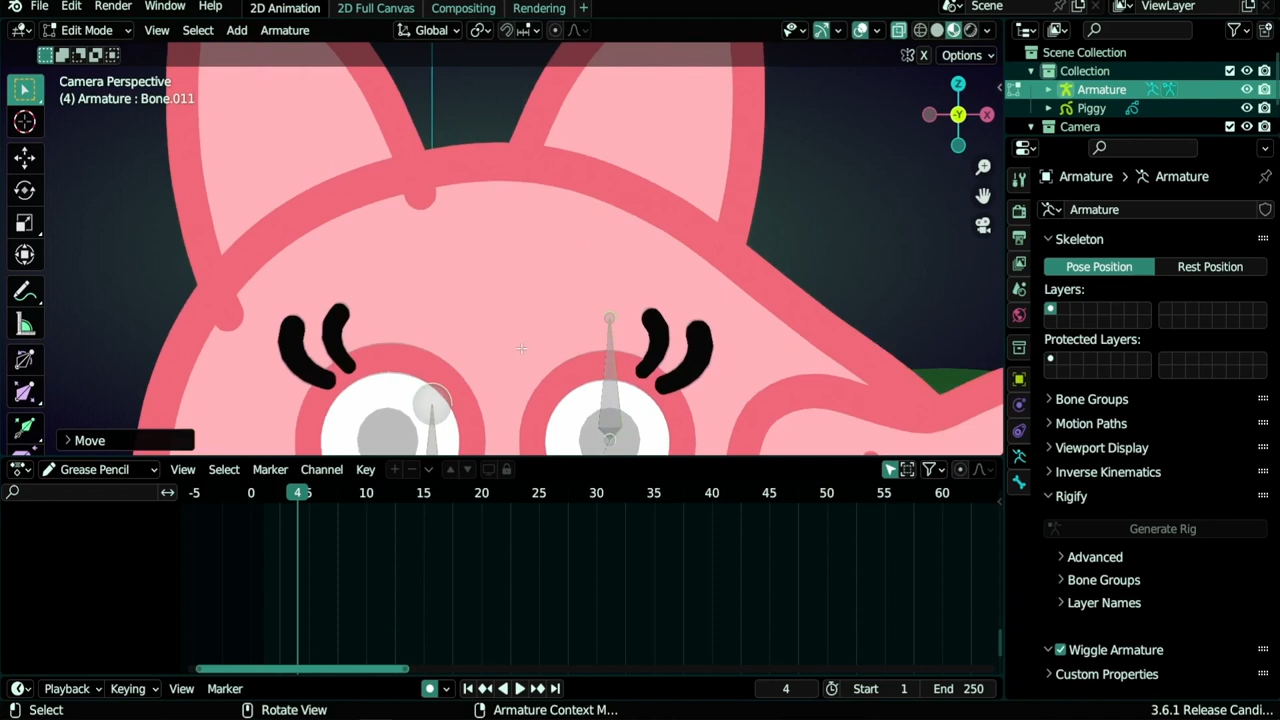 File Edit Render Window Help 2D Animation 2D Full Canvas Compositing Rendering + Scene ViewLayer
Edit Mode View Select Add Armature Global
X Options
Camera Perspective
(4) Armature : Bone.011
Z
-Y X
Move
Scene Collection
Collection
Armature
Piggy
Camera
Armature > Armature
Armature
Skeleton
Pose Position Rest Position
Layers:
Protected Layers:
Bone Groups
Motion Paths
Viewport Display
Inverse Kinematics
Rigify
Generate Rig
Advanced
Bone Groups
Layer Names
Wiggle Armature
Custom Properties
Grease Pencil View Select Marker Channel Key
-5 0 4 5 10 15 20 25 30 35 40 45 50 55 60
Playback Keying View Marker 4 Start 1 End 250
Select Rotate View Armature Context M... 3.6.1 Release Candi...